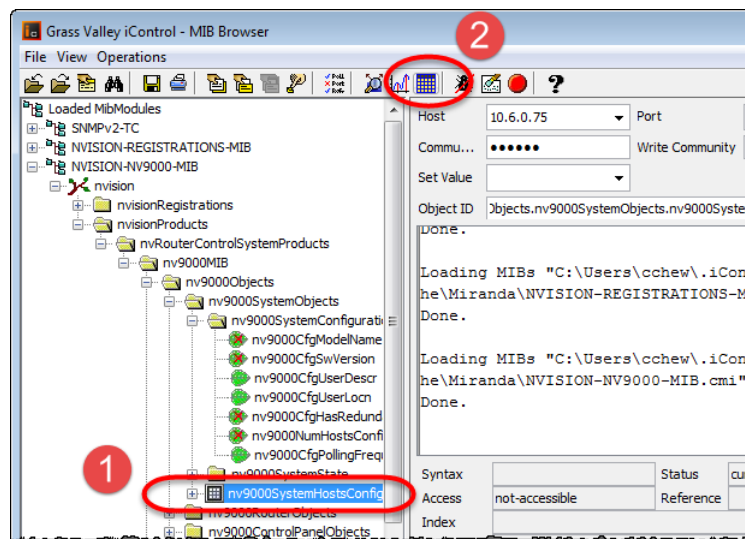 Grass Valley iControl - MIB Browser
2
File View Operations
Loaded MibModules
SNMPv2-TC
NVISION-REGISTRATIONS-MIB
NVISION-NV9000-MIB
nvision
nvisionRegistrations
nvisionProducts
nvRouterControlSystemProducts
nv9000MIB
nv9000Objects
nv9000SystemObjects
nv9000SystemConfigurati
nv9000CfgModelName
nv9000CfgSwVersion
nv9000CfgUserDescr
nv9000CfgUserLocn
nv9000CfgHasRedund
nv9000NumHostsConfi
nv9000CfgPollingFreq
nv9000SystemState
1
nv9000SystemHostsConfig
nv9000RouterObjects
nv9000ControlPanelObjects
Host 10.6.0.75 Port
Commu... ●●●●●● Write Community
Set Value
Object ID Objects.nv9000SystemObjects.nv9000Syste
Done.
Loading MIBs "C:\Users\cchew\.iCon
he\Miranda\NVISION-REGISTRATIONS-M
Done.
Loading MIBs "C:\Users\cchew\.iCon
he\Miranda\NVISION-NV9000-MIB.cmi"
Done.
Syntax Status cu
Access not-accessible Reference
Index